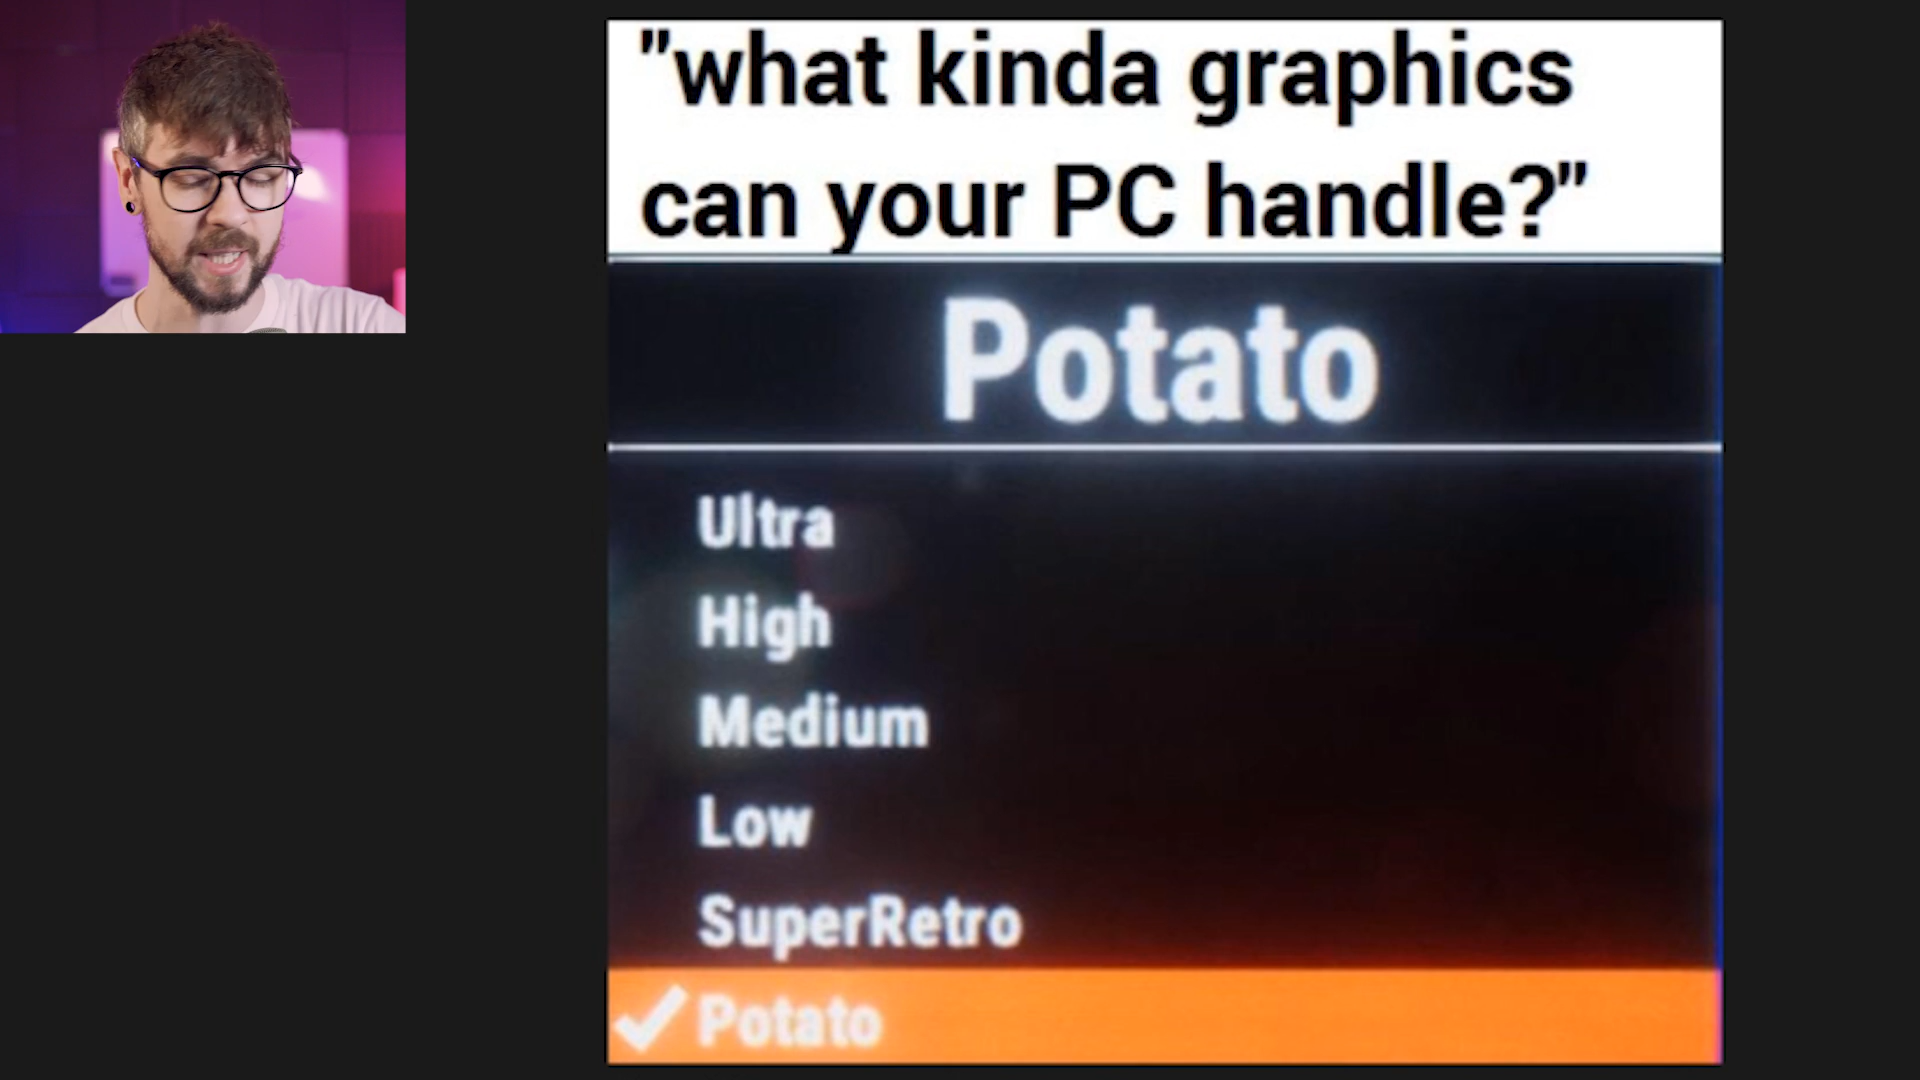 "what kinda graphics
can your PC handle?"
Potato
Ultra
High
Medium
Low
SuperRetro
Potato